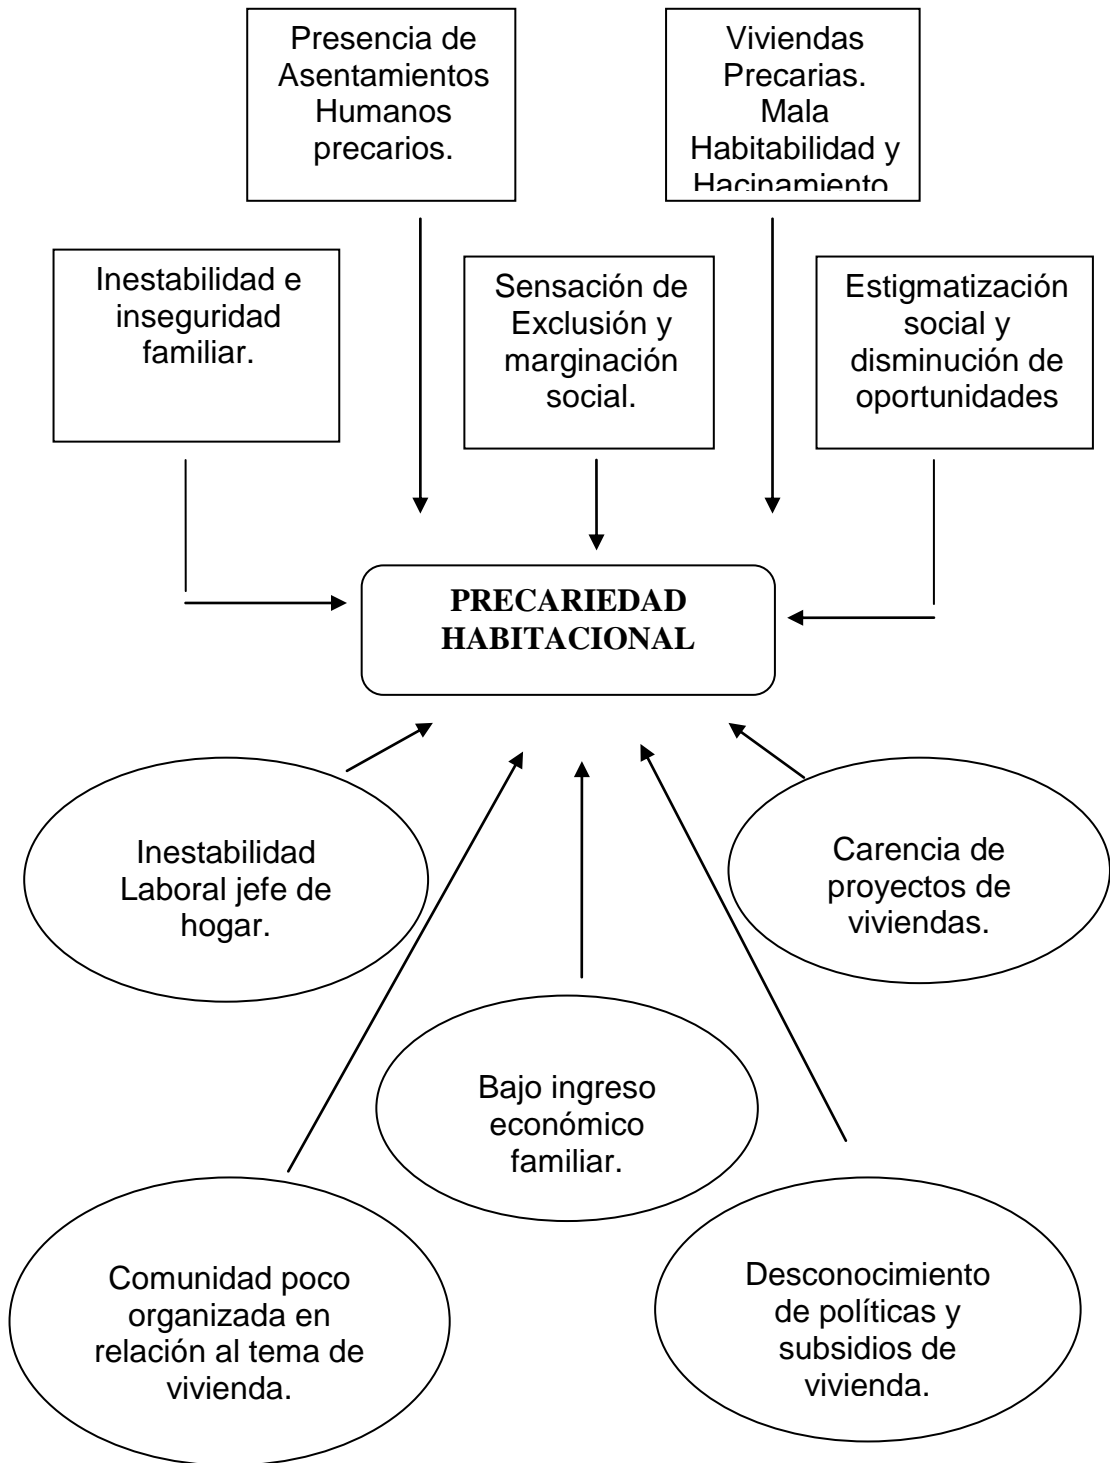 Presencia de
Asentamientos
Humanos
precarios.
Viviendas
Precarias.
Mala
Habitabilidad y
Hacinamiento.
Inestabilidad e
inseguridad
familiar.
Sensación de
Exclusión y
marginación
social.
Estigmatización
social y
disminución de
oportunidades
PRECARIEDAD
HABITACIONAL
Inestabilidad
Laboral jefe de
hogar.
Carencia de
proyectos de
viviendas.
Bajo ingreso
económico
familiar.
Comunidad poco
organizada en
relación al tema de
vivienda.
Desconocimiento
de políticas y
subsidios de
vivienda.